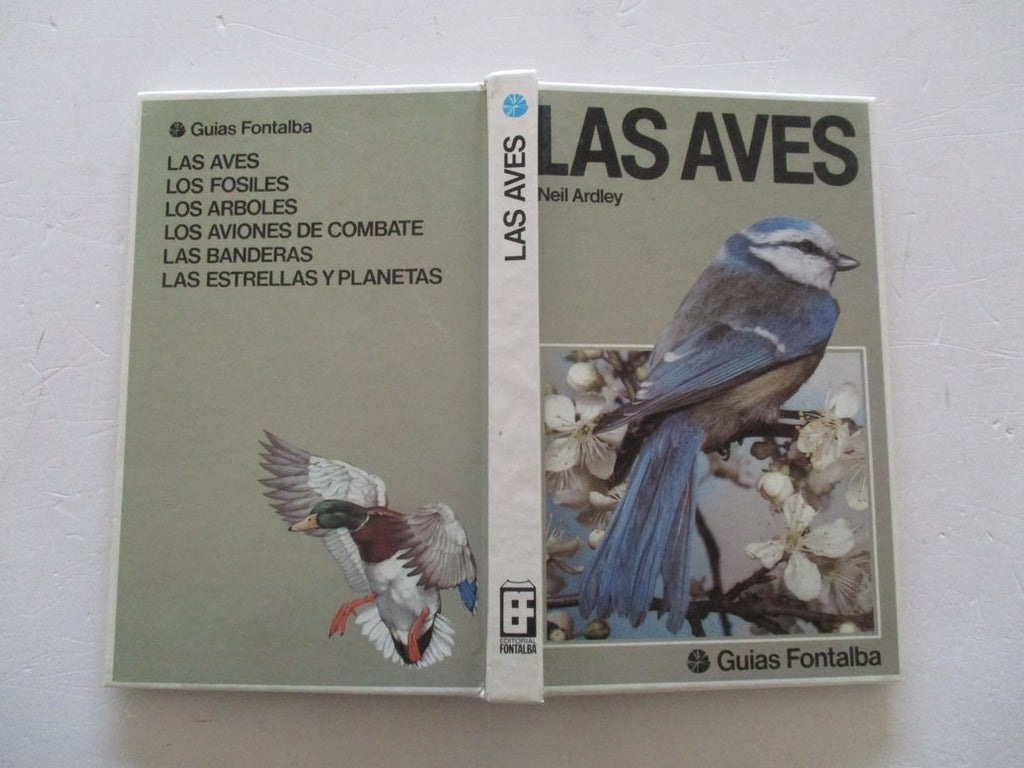 Guias Fontalba
LAS AVES
LOS FOSILES
LOS ARBOLES
LOS AVIONES DE COMBATE
LAS BANDERAS
LAS ESTRELLAS Y PLANETAS
LAS AVES
EF
EDITORIAL
FONTALBA
LAS AVES
Neil Ardley
Guias Fontalba